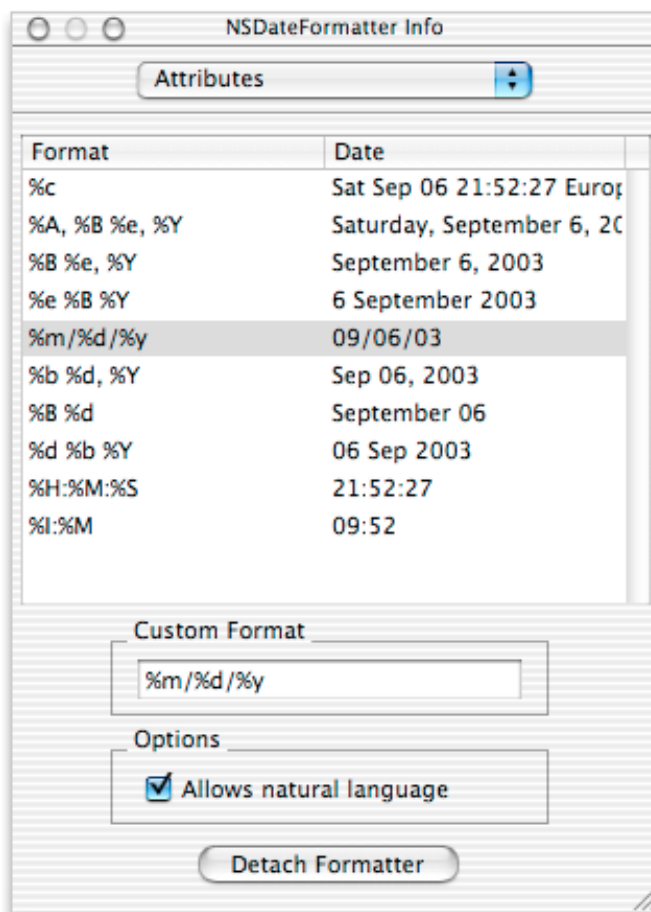 NSDateFormatter Info
Attributes
Format Date
%c Sat Sep 06 21:52:27 Europ
%A, %B %e, %Y Saturday, September 6, 20
%B %e, %Y September 6, 2003
%e %B %Y 6 September 2003
%m/%d/%y 09/06/03
%b %d, %Y Sep 06, 2003
%B %d September 06
%d %b %Y 06 Sep 2003
%H:%M:%S 21:52:27
%I:%M 09:52
Custom Format
%m/%d/%y
Options
Allows natural language
Detach Formatter